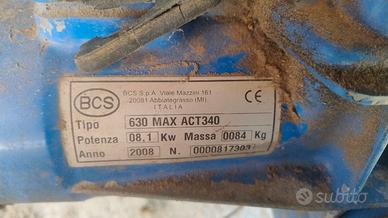 BCS
BCS S.p.A. Viale Mazzini 161
20081 Abbiategrasso (MI)
ITALIA
CE
Tipo 630 MAX ACT340
Potenza 08,1 Kw Massa 0084 Kg
Anno 2008 N. 0000817303
subito